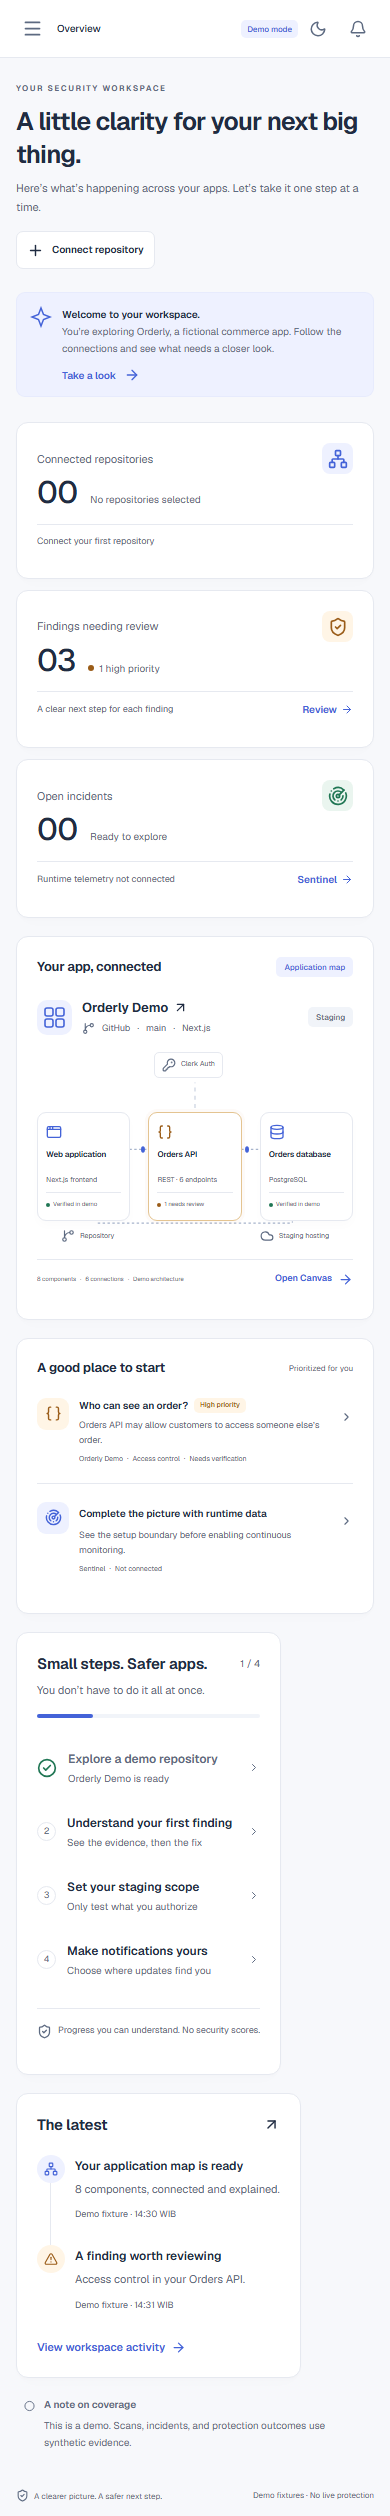 Overview
Demo mode
YOUR SECURITY WORKSPACE
A little clarity for your next big
thing.
Here's what's happening across your apps. Let's take it one step at a
time.
Connect repository
Welcome to your workspace.
You're exploring Orderly, a fictional commerce app. Follow the
connections and see what needs a closer look.
Take a look
Connected repositories
00 No repositories selected
Connect your first repository
Findings needing review
03 1 high priority
A clear next step for each finding
Review
Open incidents
00 Ready to explore
Runtime telemetry not connected
Sentinel
Your app, connected
Application map
Orderly Demo
GitHub · main · Next.js
Staging
Clerk Auth
Web application
Next.js frontend
Verified in demo
Orders API
REST · 6 endpoints
1 needs review
Orders database
PostgreSQL
Verified in demo
Repository
Staging hosting
8 components · 6 connections · Demo architecture
Open Canvas
A good place to start
Prioritized for you
Who can see an order? High priority
Orders API may allow customers to access someone else's
order.
Orderly Demo · Access control · Needs verification
Complete the picture with runtime data
See the setup boundary before enabling continuous
monitoring.
Sentinel · Not connected
Small steps. Safer apps.
1 / 4
You don't have to do it all at once.
Explore a demo repository
Orderly Demo is ready
2
Understand your first finding
See the evidence, then the fix
3
Set your staging scope
Only test what you authorize
4
Make notifications yours
Choose where updates find you
Progress you can understand. No security scores.
The latest
Your application map is ready
8 components, connected and explained.
Demo fixture · 14:30 WIB
A finding worth reviewing
Access control in your Orders API.
Demo fixture · 14:31 WIB
View workspace activity
A note on coverage
This is a demo. Scans, incidents, and protection outcomes use
synthetic evidence.
A clearer picture. A safer next step.
Demo fixtures · No live protection